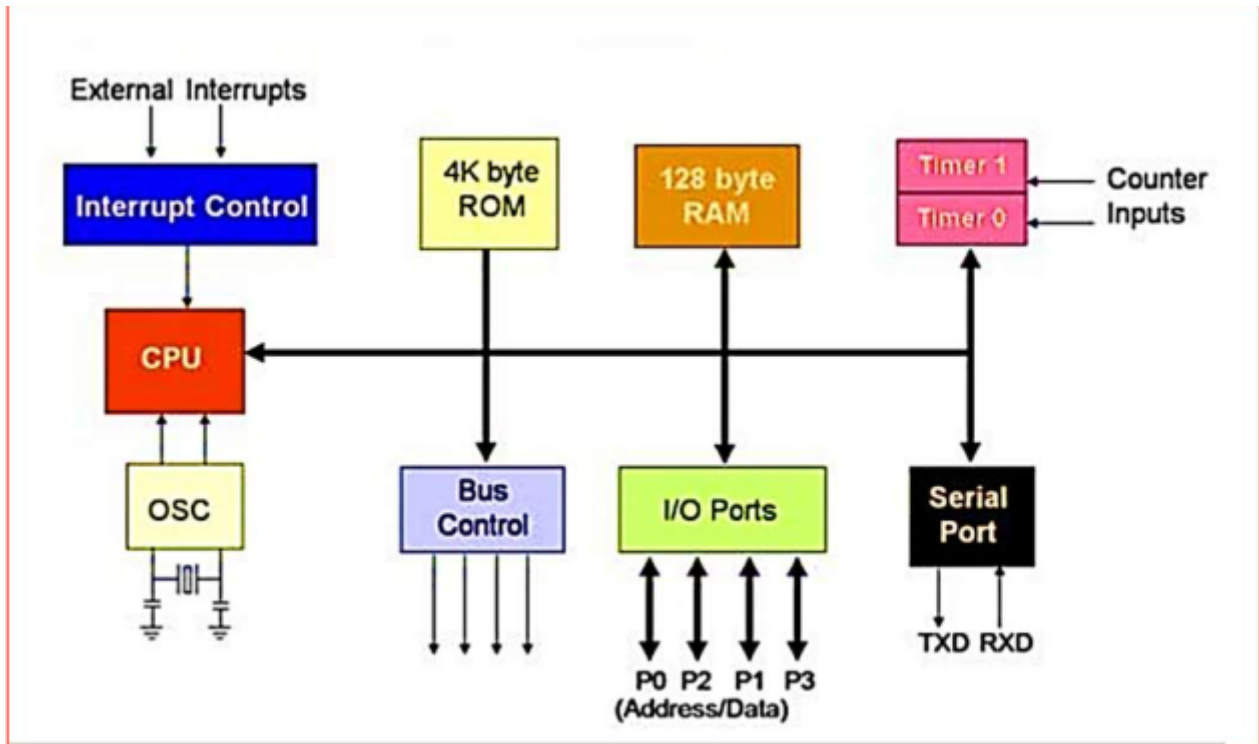 External Interrupts
Interrupt Control
4K byte
ROM
128 byte
RAM
Timer 1
Timer 0
Counter
Inputs
CPU
OSC
Bus
Control
I/O Ports
Serial
Port
TXD RXD
P0 P2 P1 P3
(Address/Data)